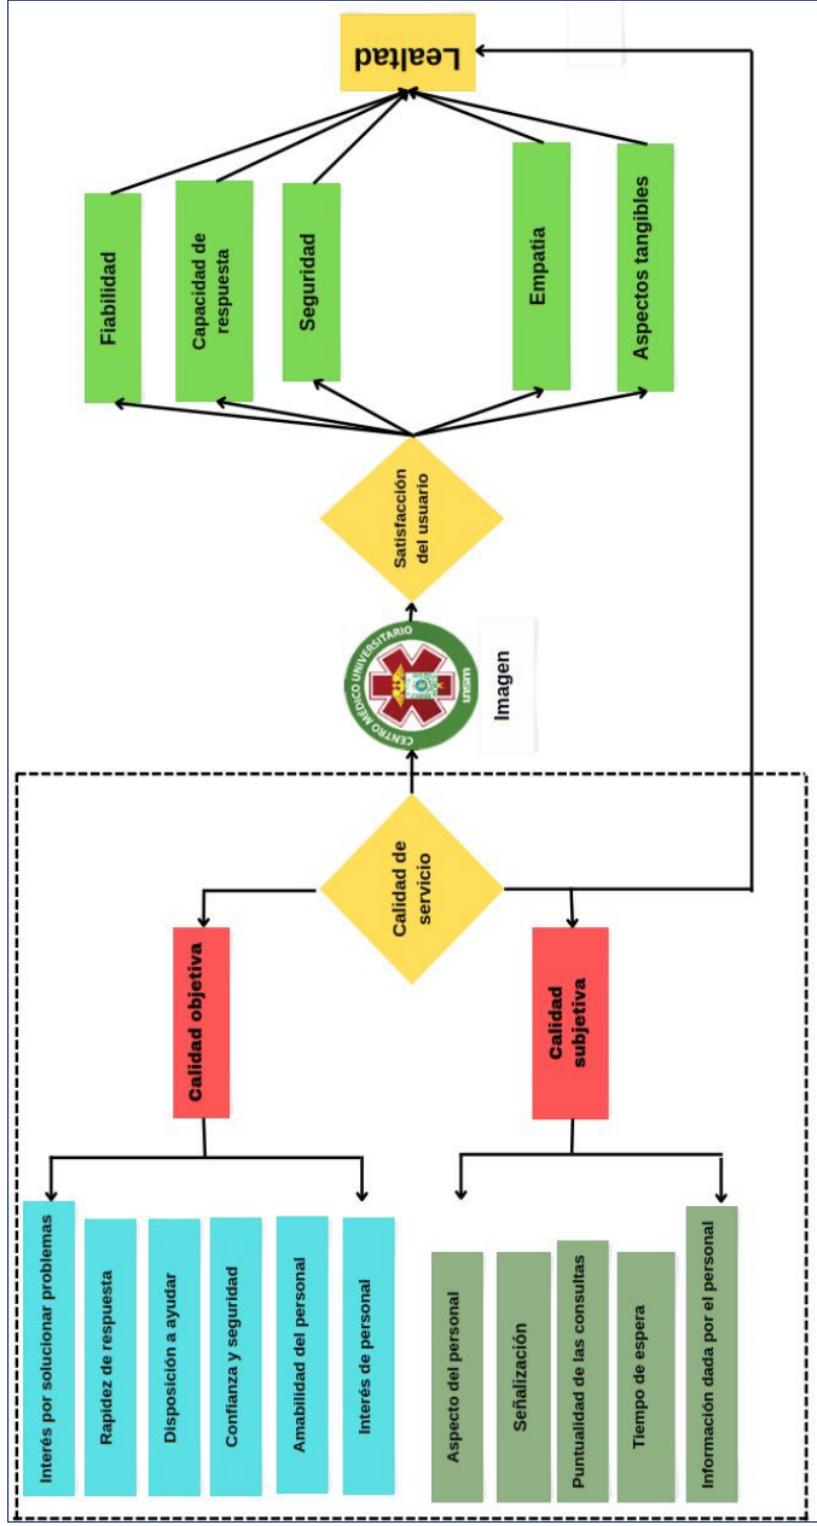 Interés por solucionar problemas
Rapidez de respuesta
Disposición a ayudar
Confianza y seguridad
Amabilidad del personal
Interés de personal
Calidad objetiva
Aspecto del personal
Señalización
Puntualidad de las consultas
Tiempo de espera
Información dada por el personal
Calidad
subjetiva
Calidad de
servicio
CENTRO MÉDICO UNIVERSITARIO
Imagen
Satisfacción
del usuario
Fiabilidad
Capacidad de
respuesta
Seguridad
Empatia
Aspectos tangibles
Lealtad